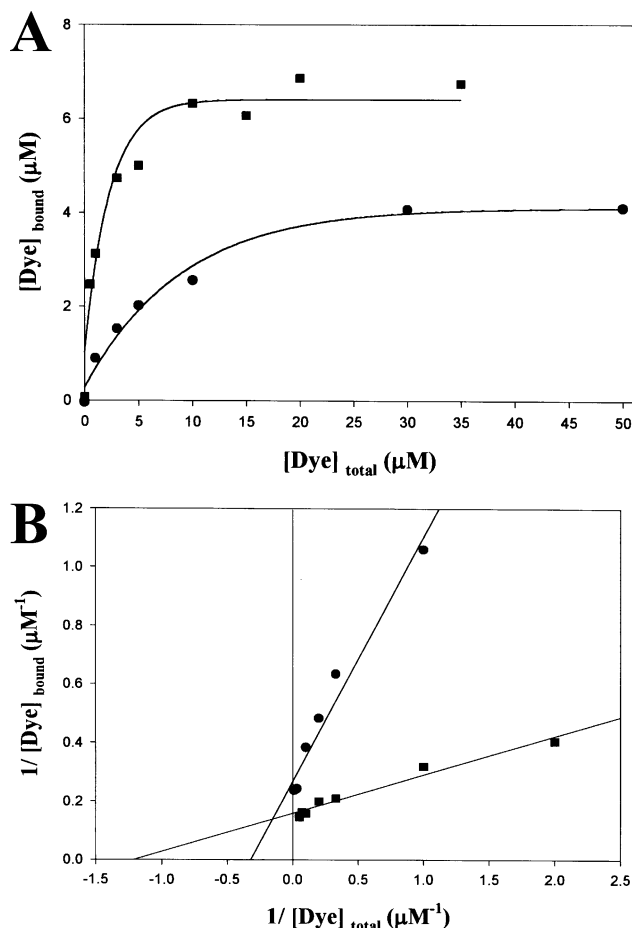 A
8
6
4
2
0
[Dye] bound (μM)
0 5 10 15 20 25 30 35 40 45 50
[Dye] total (μM)
B
1.2
1.0
0.8
0.6
0.4
0.2
0.0
1/ [Dye] bound (μM-1)
-1.5 -1.0 -0.5 0.0 0.5 1.0 1.5 2.0 2.5
1/ [Dye] total (μM-1)